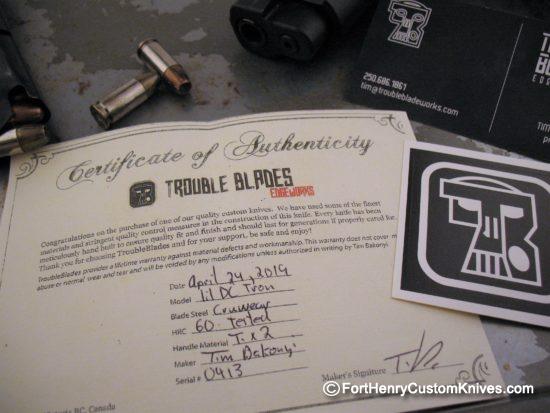 250.686.1861
tim@troublebladeworks.com
Certificate of Authenticity
TROUBLE BLADES
EDGEWORKS
Congratulations on the purchase of one of our quality custom knives. We have used some of the finest
materials and stringent quality control measures in the construction of this knife. Every knife has been
meticulously hand built to ensure quality fit and finish and should last for generations if properly cared for.
Thank you for choosing TroubleBlades and for your support, be safe and enjoy!
TroubleBlades provides a lifetime warranty against material defects and workmanship. This warranty does not cover
abuse or normal wear and tear and will be voided by any modifications unless authorized in writing by Tim Bakonyi.
Date April 24, 2019
Model lil DC Tron
Blade Steel Cruwear
HRC 60 Tested
Handle Material Ti x 2
Maker Tim Bakonyi
Serial # 0413
Maker's Signature
BC, Canada
© FortHenryCustomKnives.com